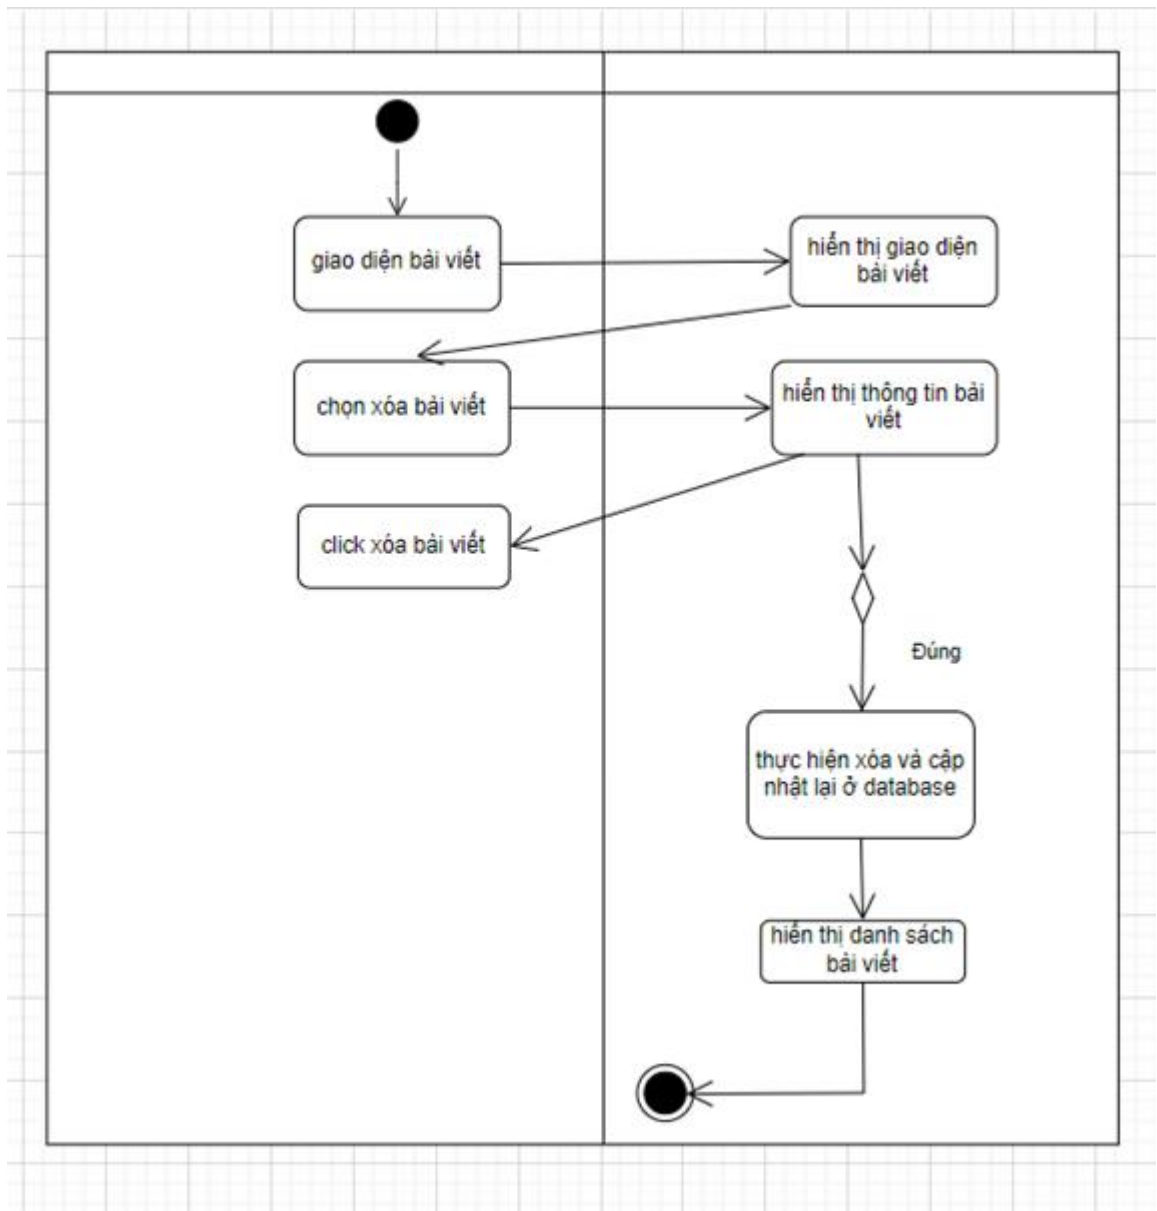 giao diện bài viết
hiển thị giao diện
bài viết
chọn xóa bài viết
hiển thị thông tin bài
viết
click xóa bài viết
Đúng
thực hiện xóa và cập
nhật lại ở database
hiển thị danh sách
bài viết